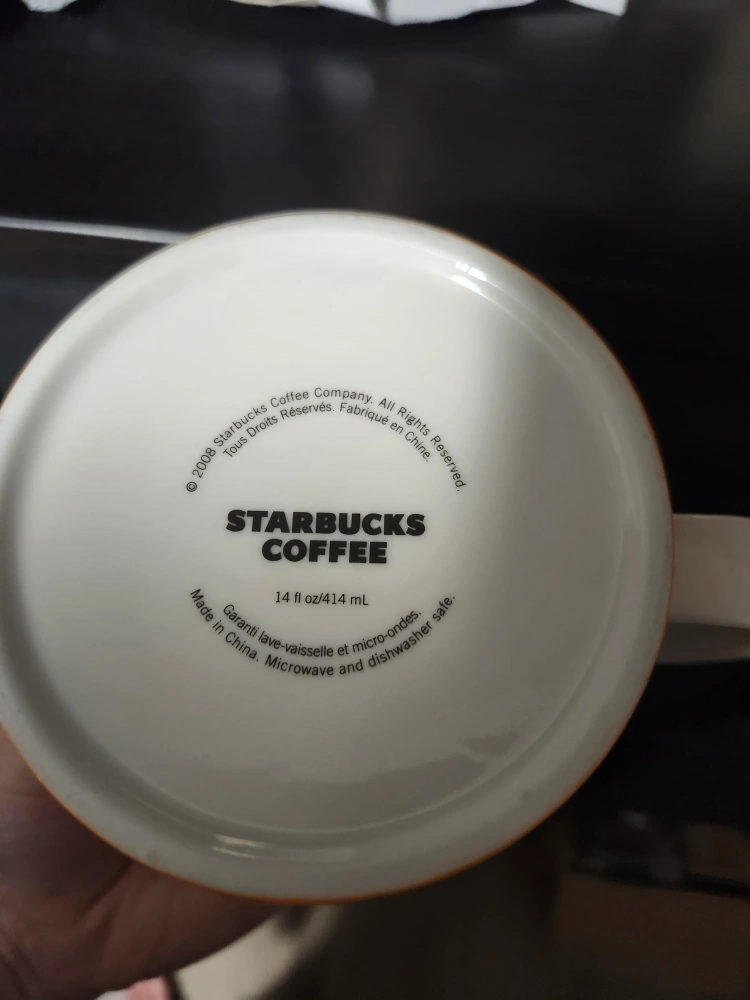 © 2008 Starbucks Coffee Company. All Rights Reserved.
Tous Droits Réservés. Fabriqué en Chine.
STARBUCKS
COFFEE
14 fl oz/414 mL
Garanti lave-vaisselle et micro-ondes.
Made in China. Microwave and dishwasher safe.